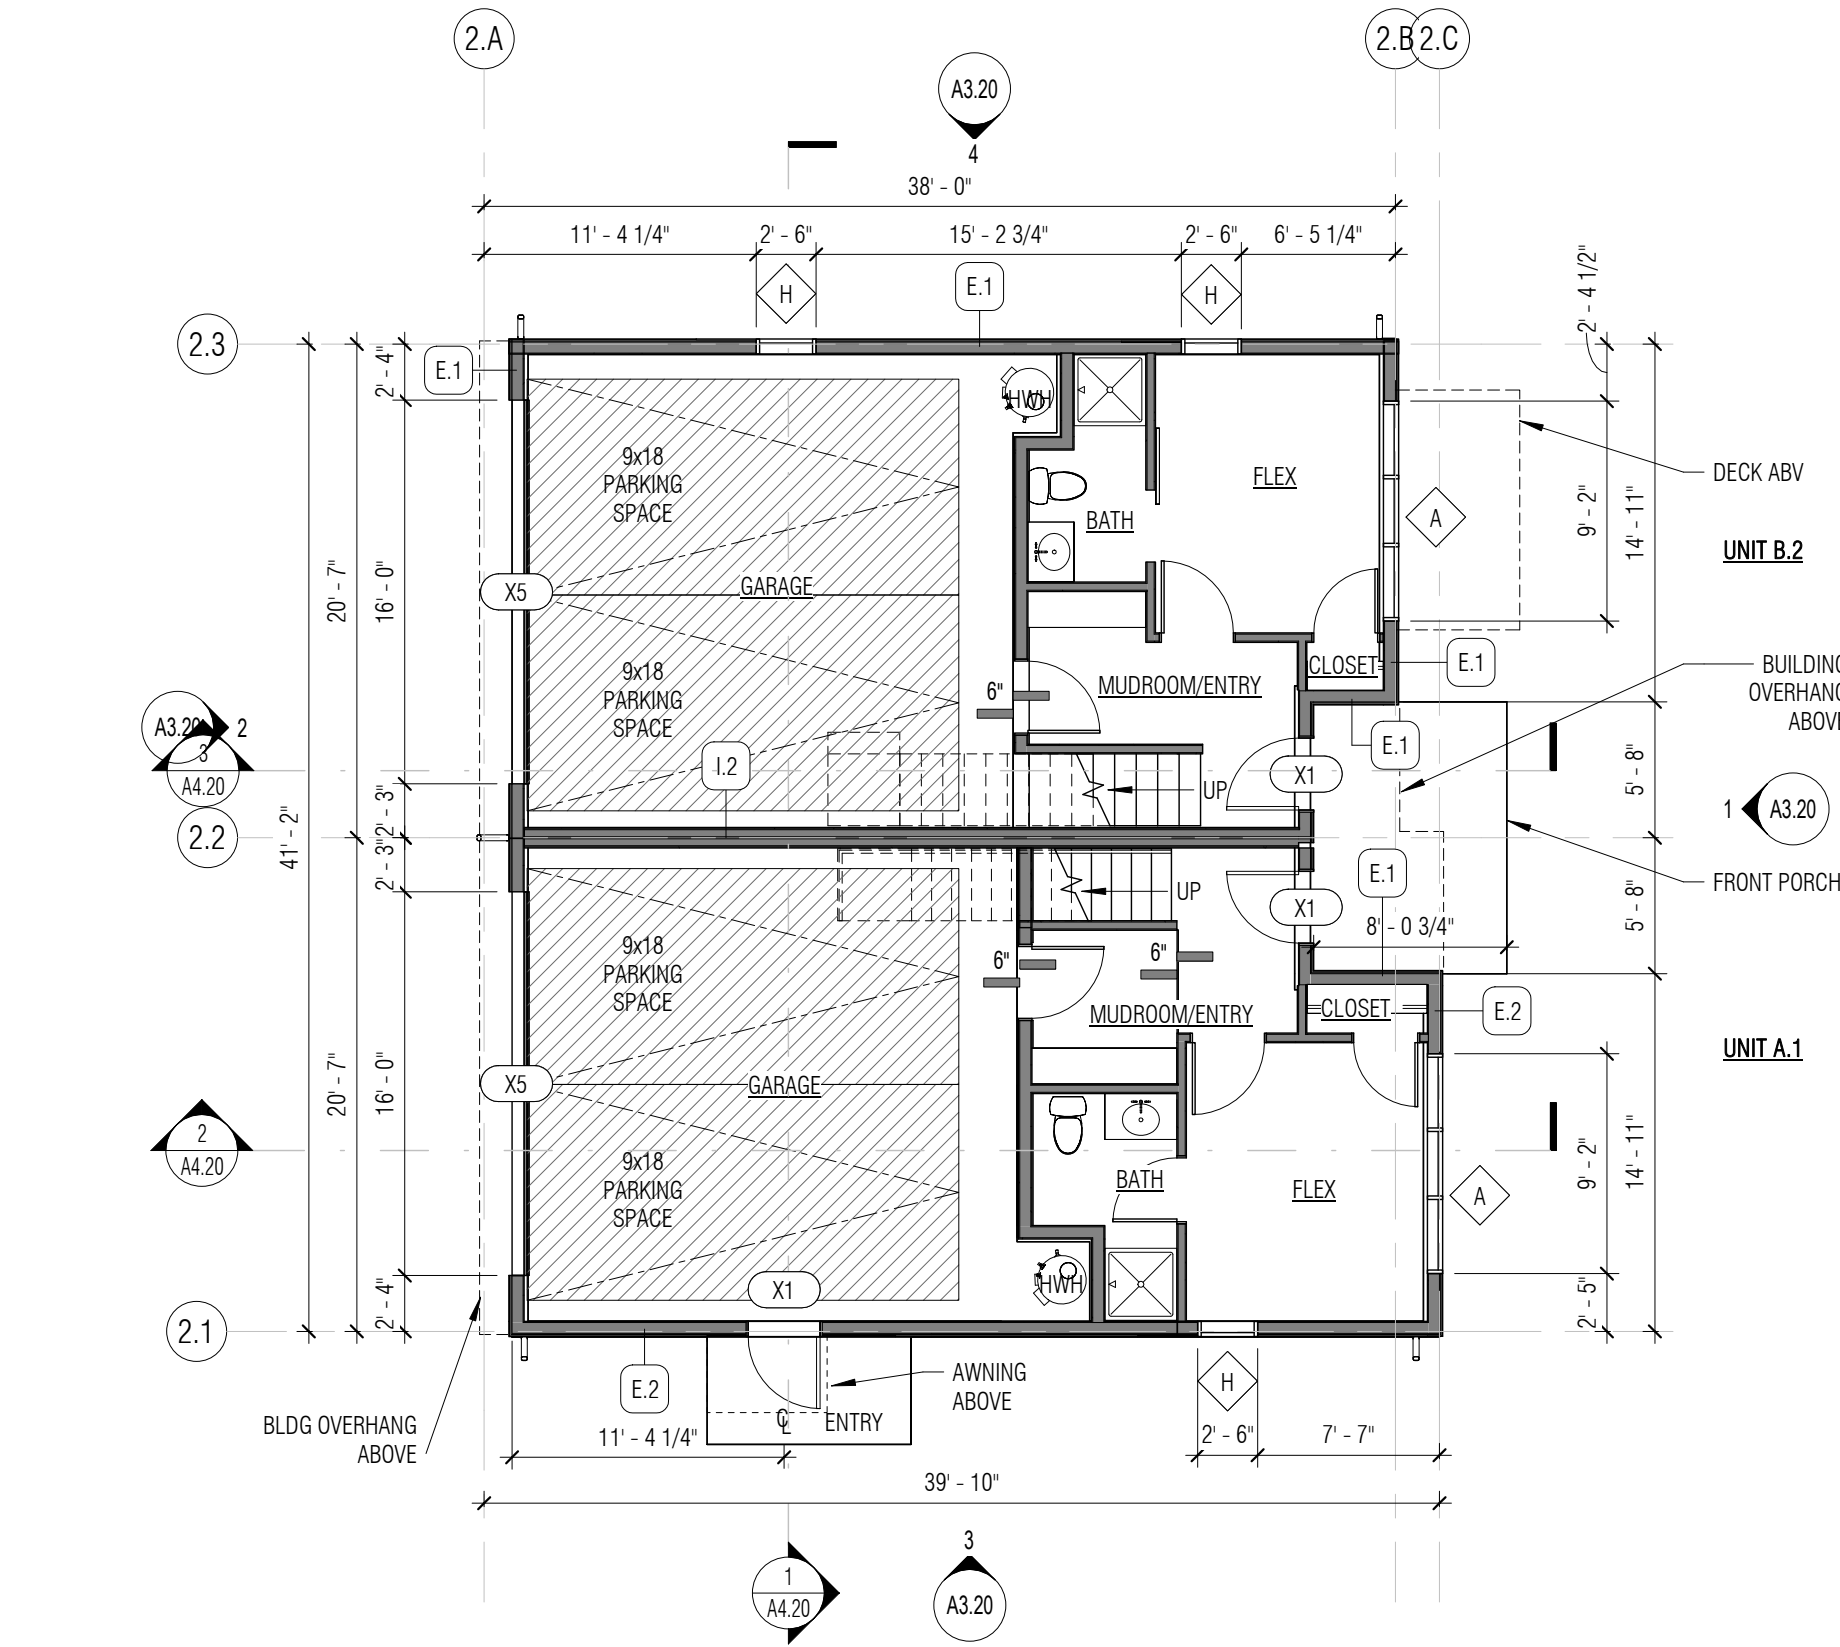 2.A
2.B
2.C
A3.20
4
38' - 0"
11' - 4 1/4"
2' - 6"
15' - 2 3/4"
2' - 6"
6' - 5 1/4"
2' - 4 1/2"
H
E.1
H
2.3
2' - 4"
E.1
HWH
9x18
PARKING
SPACE
FLEX
DECK ABV
BATH
A
9' - 2"
14' - 11"
UNIT B.2
20' - 7"
16' - 0"
X5
GARAGE
9x18
PARKING
SPACE
6"
MUDROOM/ENTRY
CLOSET
E.1
BUILDING
OVERHANG
ABOVE
A3.20
2
3
A4.20
I.2
E.1
X1
UP
5' - 8"
1
A3.20
2.2
2' - 3"
2' - 3"
41' - 2"
E.1
UP
X1
FRONT PORCH
5' - 8"
8' - 0 3/4"
9x18
PARKING
SPACE
6"
6"
MUDROOM/ENTRY
CLOSET
E.2
UNIT A.1
20' - 7"
16' - 0"
X5
GARAGE
2
A4.20
9x18
PARKING
SPACE
BATH
FLEX
A
9' - 2"
14' - 11"
X1
HWH
2' - 4"
2' - 5"
2.1
E.2
AWNING
ABOVE
H
BLDG OVERHANG
ABOVE
11' - 4 1/4"
CL ENTRY
2' - 6"
7' - 7"
39' - 10"
3
1
A4.20
A3.20